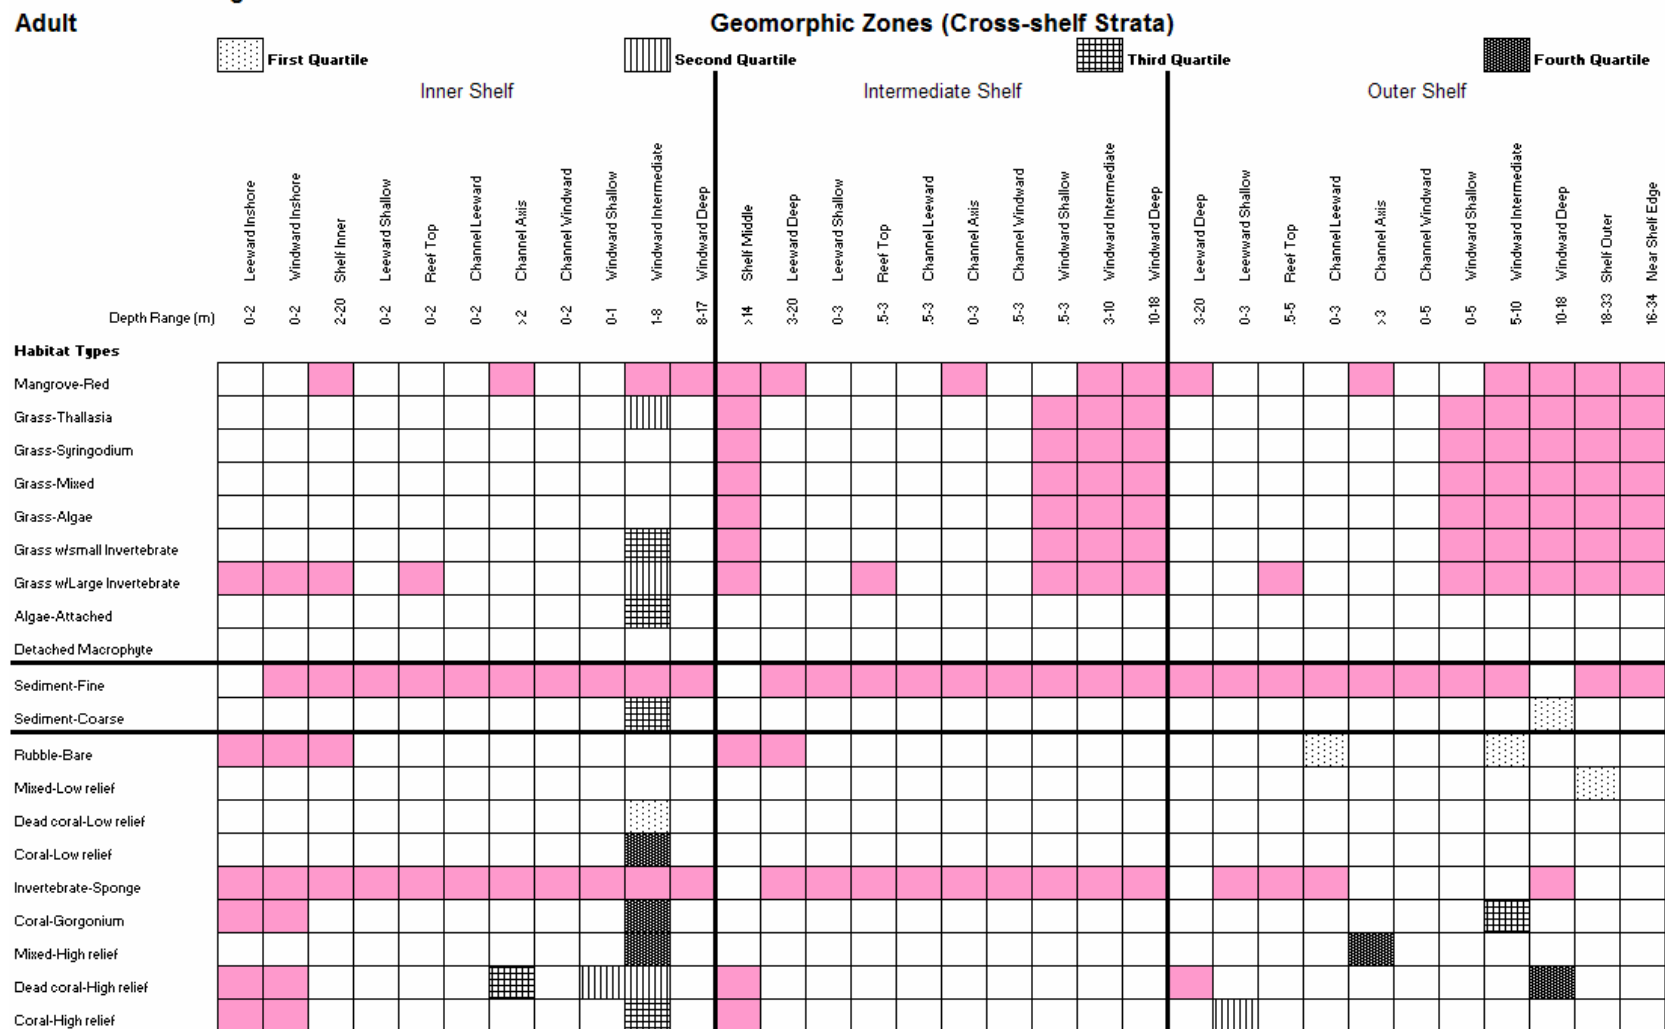 Adult
Geomorphic Zones (Cross-shelf Strata)
First Quartile
Second Quartile
Third Quartile
Fourth Quartile
Inner Shelf
Intermediate Shelf
Outer Shelf
Leeward Inshore
Windward Inshore
Shelf Inner
Leeward Shallow
Reef Top
Channel Leeward
Channel Axis
Channel Windward
Windward Shallow
Windward Intermediate
Windward Deep
Shelf Middle
Leeward Deep
Leeward Shallow
Reef Top
Channel Leeward
Channel Axis
Channel Windward
Windward Shallow
Windward Intermediate
Windward Deep
Leeward Deep
Leeward Shallow
Reef Top
Channel Leeward
Channel Axis
Channel Windward
Windward Shallow
Windward Intermediate
Windward Deep
Shelf Outer
Near Shelf Edge
Depth Range (m)
0-2
0-2
2-20
0-2
0-2
0-2
>2
0-2
0-1
1-8
8-17
>14
3-20
0-3
.5-3
.5-3
0-3
.5-3
.5-3
3-10
10-18
3-20
0-3
.5-5
0-3
>3
0-5
0-5
5-10
10-18
18-33
16-34
Habitat Types
Mangrove-Red
Grass-Thallasia
Grass-Syringodium
Grass-Mixed
Grass-Algae
Grass w/small Invertebrate
Grass w/Large Invertebrate
Algae-Attached
Detached Macrophyte
Sediment-Fine
Sediment-Coarse
Rubble-Bare
Mixed-Low relief
Dead coral-Low relief
Coral-Low relief
Invertebrate-Sponge
Coral-Gorgonium
Mixed-High relief
Dead coral-High relief
Coral-High relief